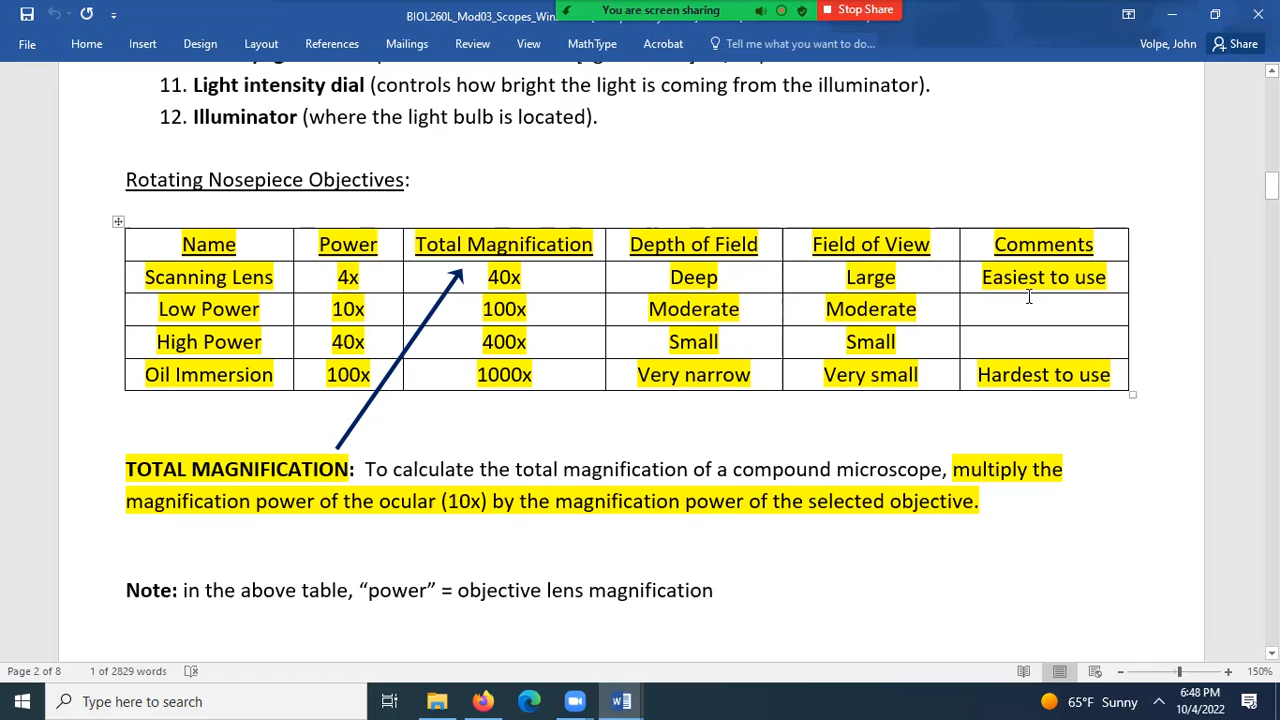 BIOL260L_Mod03_Scopes_Win
You are screen sharing
Stop Share
File Home Insert Design Layout References Mailings Review View MathType Acrobat Tell me what you want to do... Volpe, John Share
11. Light intensity dial (controls how bright the light is coming from the illuminator).
12. Illuminator (where the light bulb is located).
Rotating Nosepiece Objectives:
Name Power Total Magnification Depth of Field Field of View Comments
Scanning Lens 4x 40x Deep Large Easiest to use
Low Power 10x 100x Moderate Moderate
High Power 40x 400x Small Small
Oil Immersion 100x 1000x Very narrow Very small Hardest to use
TOTAL MAGNIFICATION: To calculate the total magnification of a compound microscope, multiply the
magnification power of the ocular (10x) by the magnification power of the selected objective.
Note: in the above table, “power” = objective lens magnification
Page 2 of 8 1 of 2829 words 150%
Type here to search 65°F Sunny 6:48 PM
10/4/2022